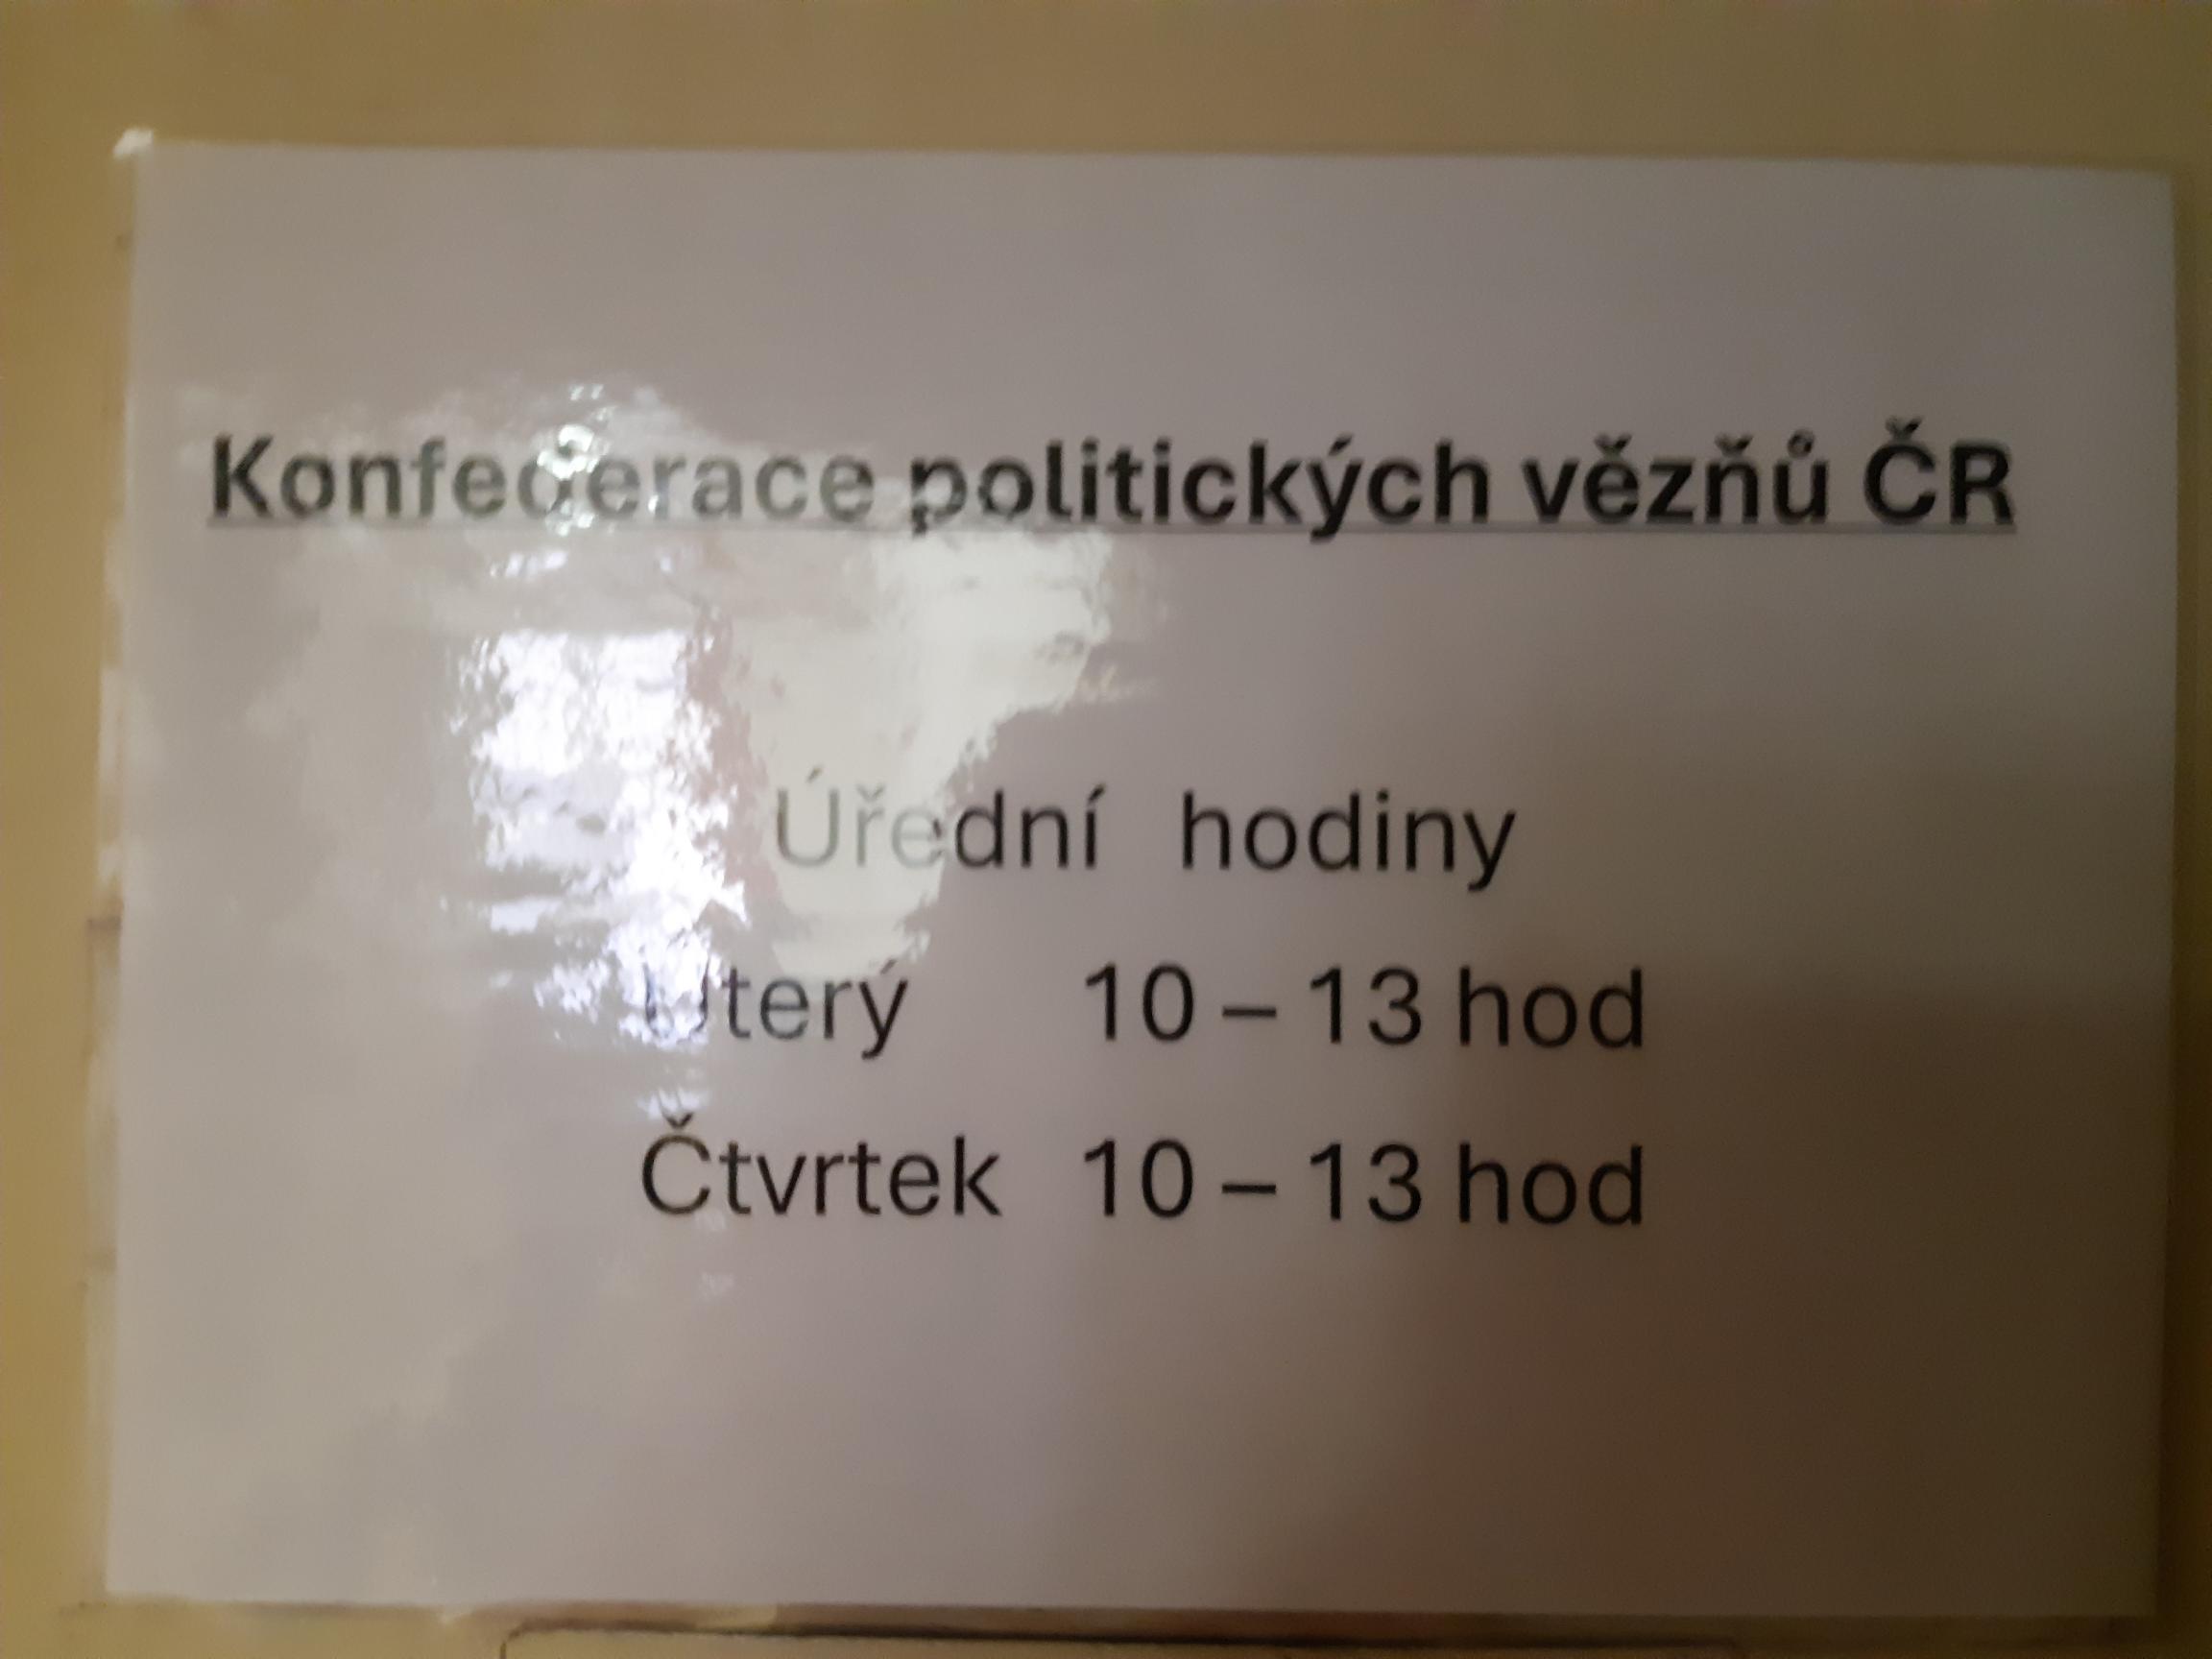 Konfederace politických vězňů ČR
Úřední hodiny
Úterý 10 – 13 hod
Čtvrtek 10 – 13 hod